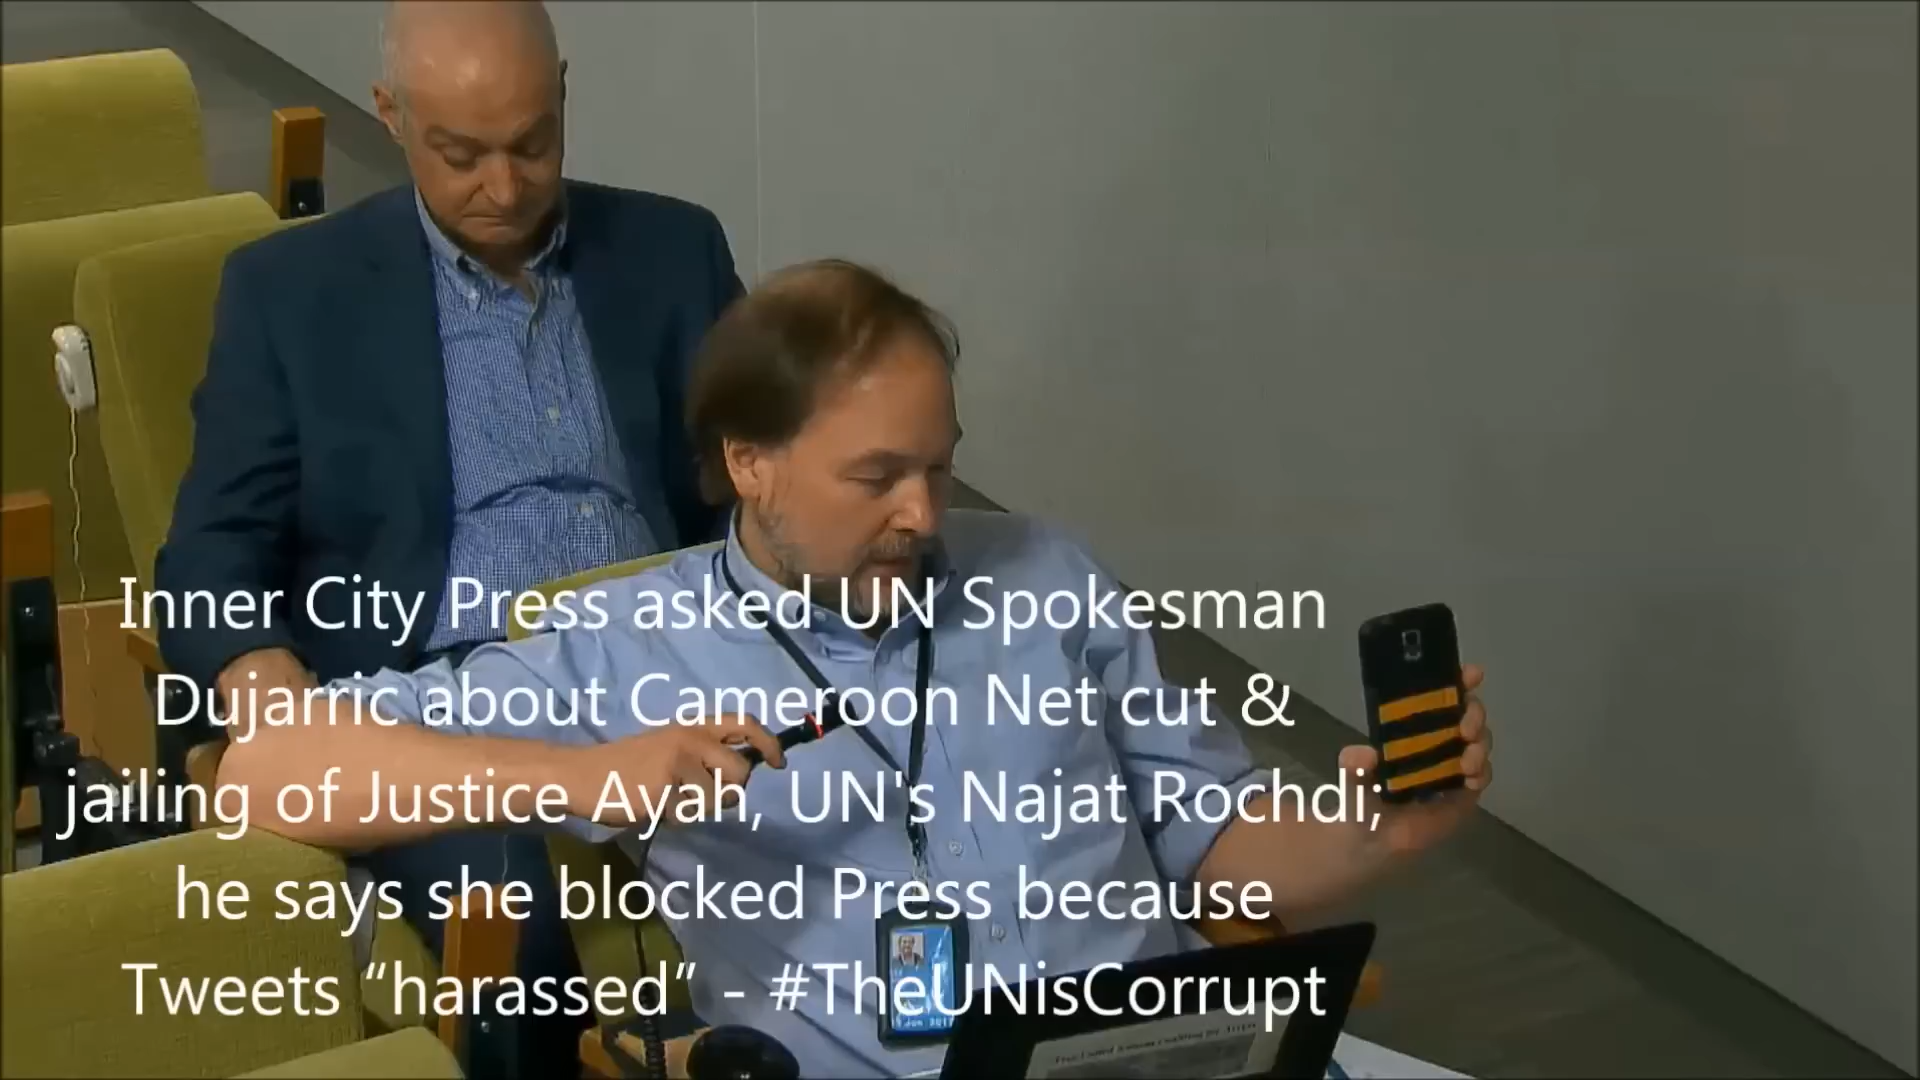 Inner City Press asked UN Spokesman
Dujarric about Cameroon Net cut &
jailing of Justice Ayah, UN's Najat Rochdi;
he says she blocked Press because
Tweets “harassed” - #TheUNisCorrupt